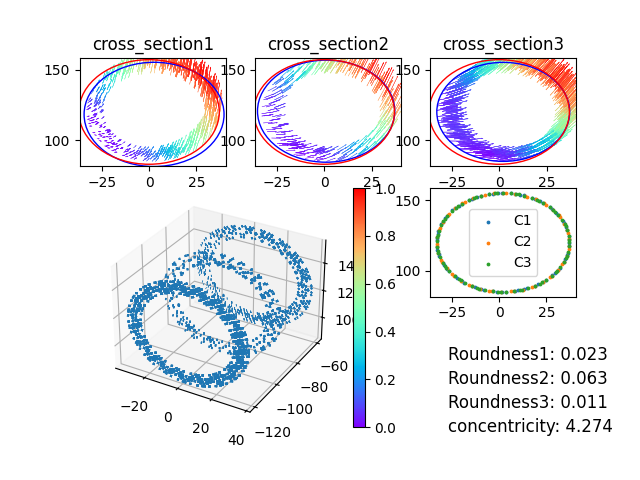 cross_section1 cross_section2 cross_section3
150 150 150
100 100 100
−25 0 25 −25 0 25 −25 0 25
1.0
0.8
0.6
0.4
0.2
0.0
150
100
−25 0 25
C1
C2
C3
−60
−80
−100
−120
−20 0 20 40
Roundness1: 0.023
Roundness2: 0.063
Roundness3: 0.011
concentricity: 4.274